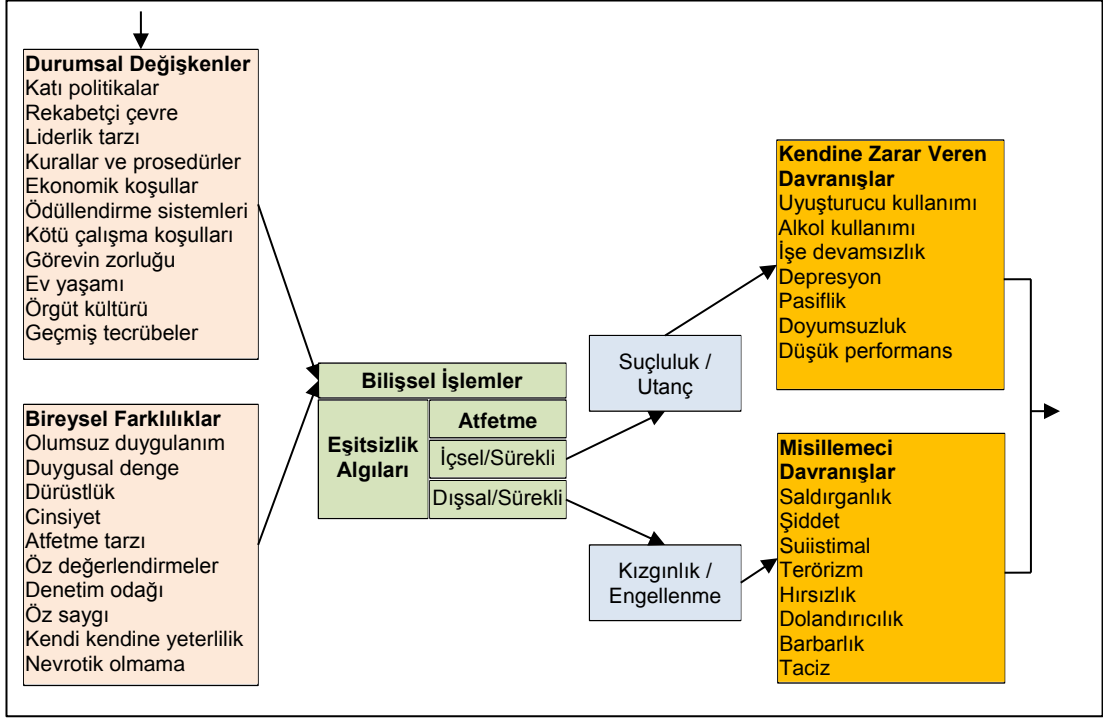 Durumsal Değişkenler
Katı politikalar
Rekabetçi çevre
Liderlik tarzı
Kurallar ve prosedürler
Ekonomik koşullar
Ödüllendirme sistemleri
Kötü çalışma koşulları
Görevin zorluğu
Ev yaşamı
Örgüt kültürü
Geçmiş tecrübeler
Bireysel Farklılıklar
Olumsuz duygulanım
Duygusal denge
Dürüstlük
Cinsiyet
Atfetme tarzı
Öz değerlendirmeler
Denetim odağı
Öz saygı
Kendi kendine yeterlilik
Nevrotik olmama
Bilişsel İşlemler
Eşitsizlik
Algıları
Atfetme
İçsel/Sürekli
Dışsal/Sürekli
Suçluluk /
Utanç
Kızgınlık /
Engellenme
Kendine Zarar Veren
Davranışlar
Uyuşturucu kullanımı
Alkol kullanımı
İşe devamsızlık
Depresyon
Pasiflik
Doyumsuzluk
Düşük performans
Misillemeci
Davranışlar
Saldırganlık
Şiddet
Suiistimal
Terörizm
Hırsızlık
Dolandırıcılık
Barbarlık
Taciz